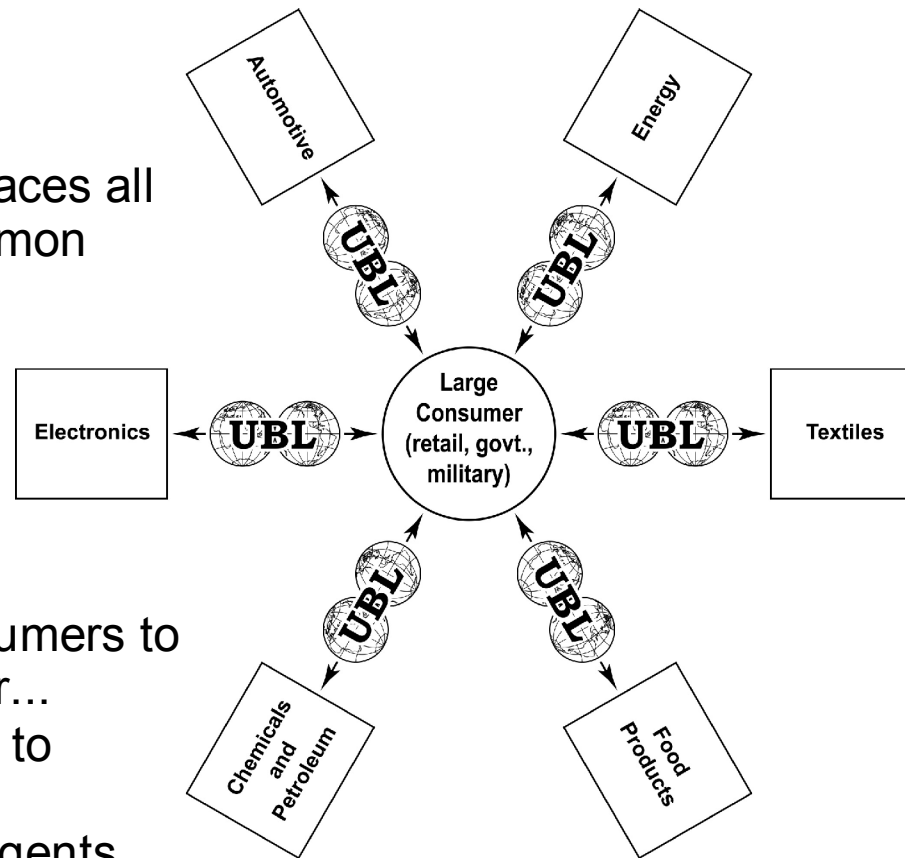 Automotive
Energy
aces all
mon
UBL
UBL
Electronics
UBL
Large
Consumer
(retail, govt.,
military)
UBL
Textiles
UBL
UBL
umers to
r...
to
Chemicals
and
Petroleum
Food
Products
gents